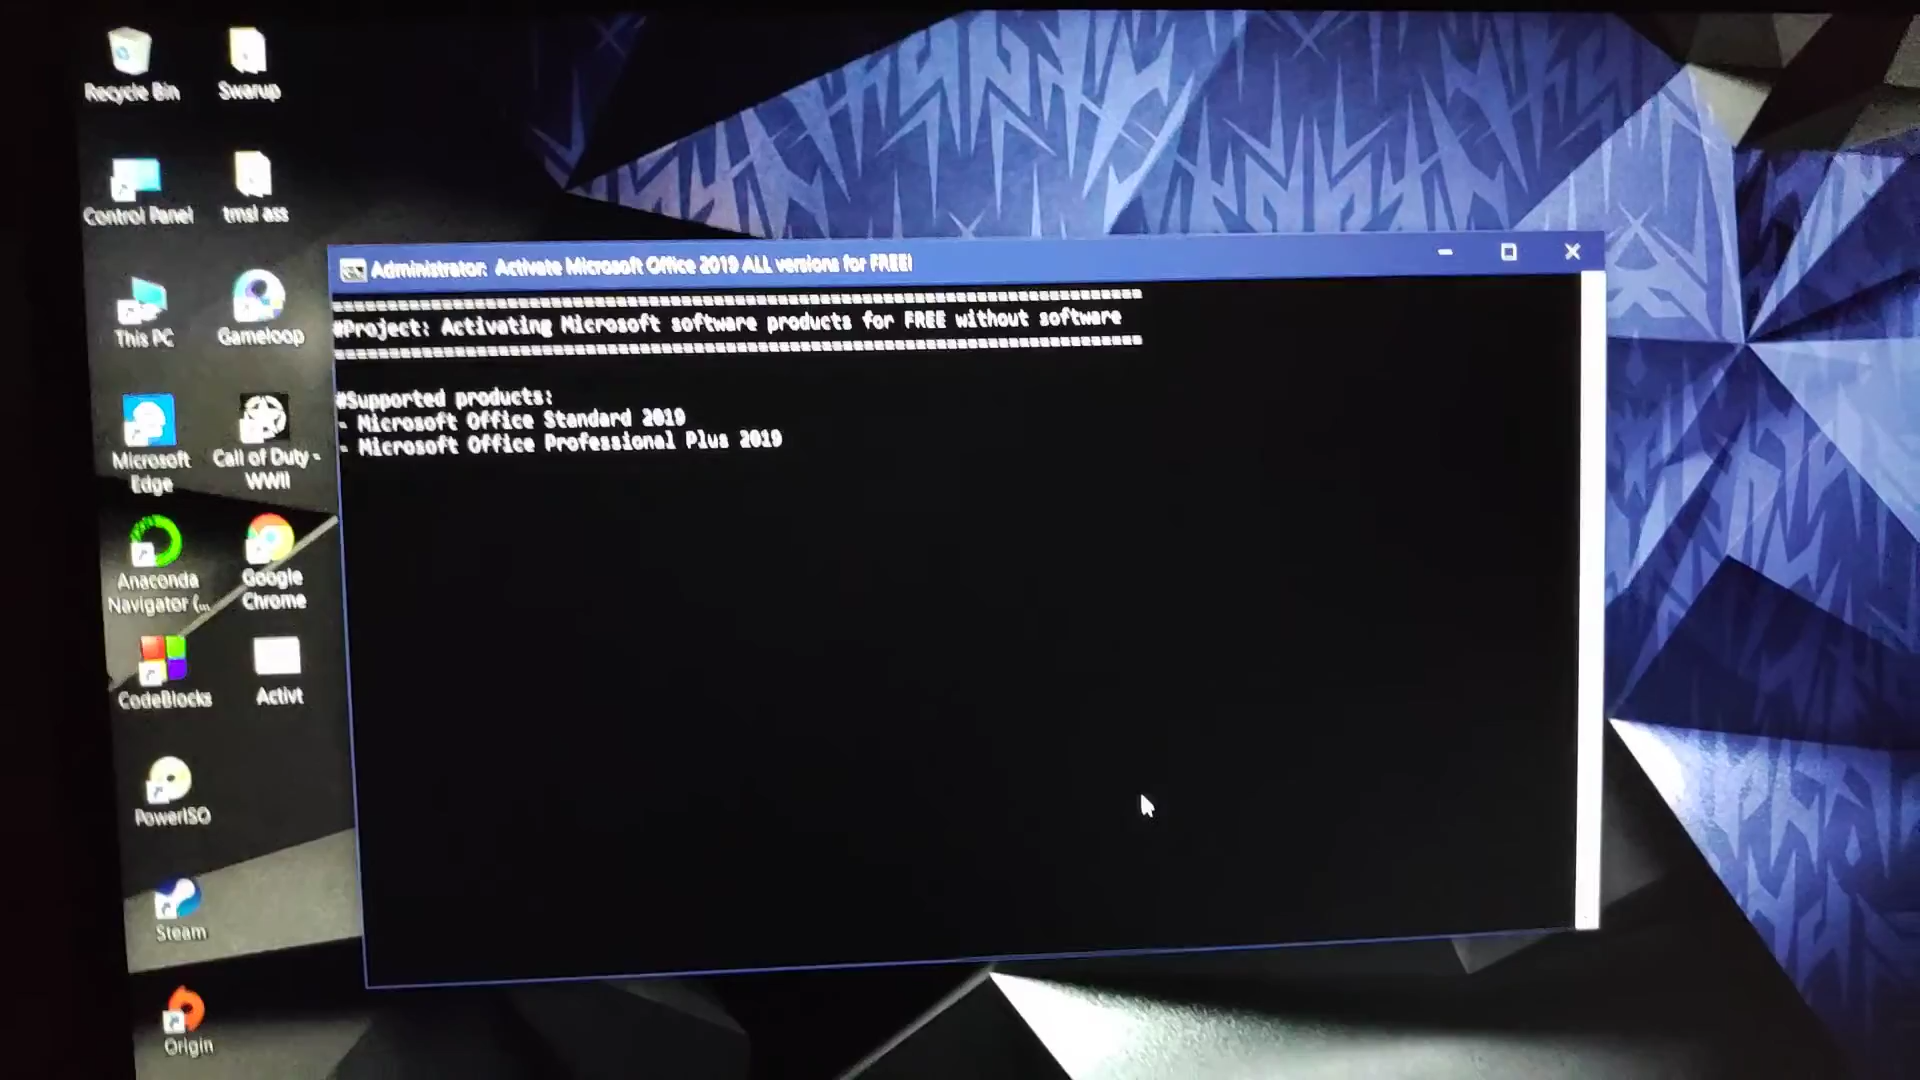 Recycle Bin
Swarup
Control Panel
tmsl ass
This PC
Gameloop
Microsoft Edge
Call of Duty - WWII
Anaconda Navigator (...
Google Chrome
CodeBlocks
Activt
PowerISO
Steam
Origin
Administrator: Activate Microsoft Office 2019 ALL versions for FREE!
============================================================================
#Project: Activating Microsoft software products for FREE without software
============================================================================
#Supported products:
- Microsoft Office Standard 2019
- Microsoft Office Professional Plus 2019